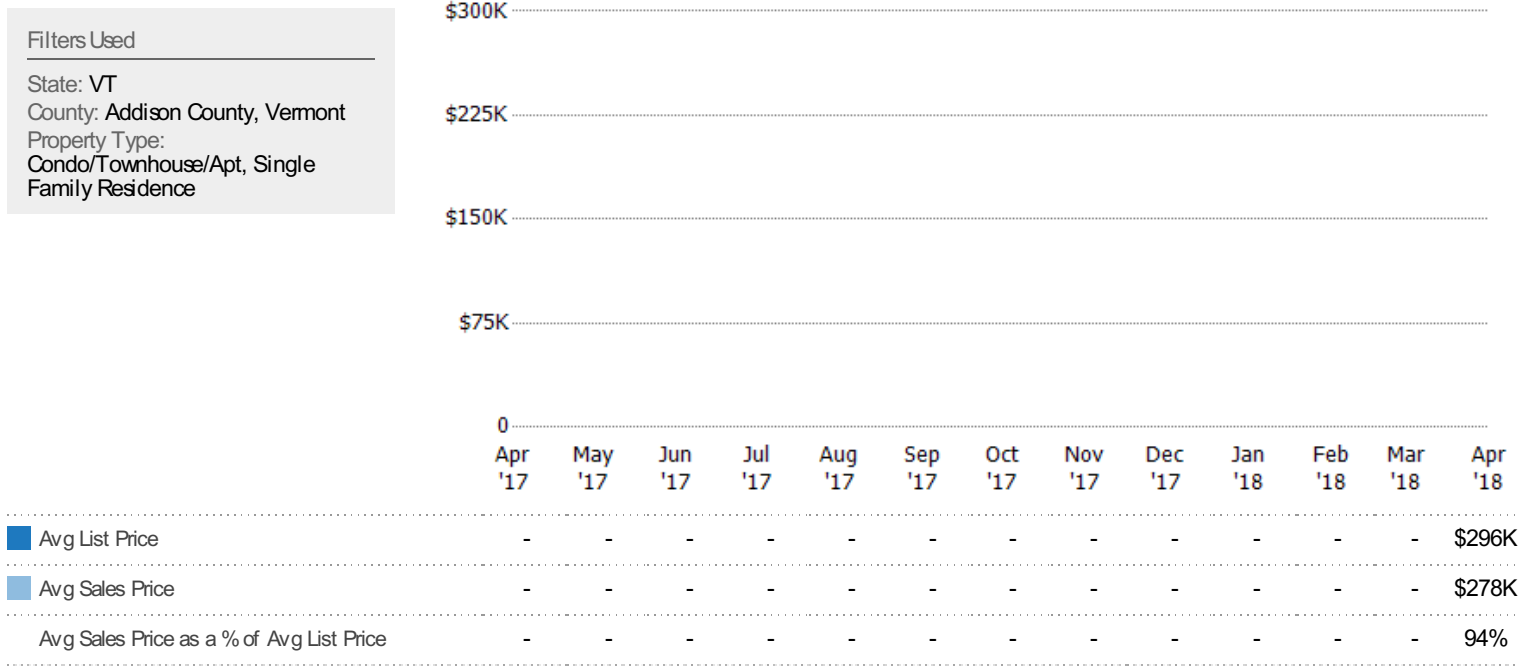 Filters Used
State: VT
County: Addison County, Vermont
Property Type:
Condo/Townhouse/Apt, Single
Family Residence
$300K
$225K
$150K
$75K
0
Apr May Jun Jul Aug Sep Oct Nov Dec Jan Feb Mar Apr
'17 '17 '17 '17 '17 '17 '17 '17 '17 '18 '18 '18 '18
Avg List Price - - - - - - - - - - - - $296K
Avg Sales Price - - - - - - - - - - - - $278K
Avg Sales Price as a % of Avg List Price - - - - - - - - - - - - 94%